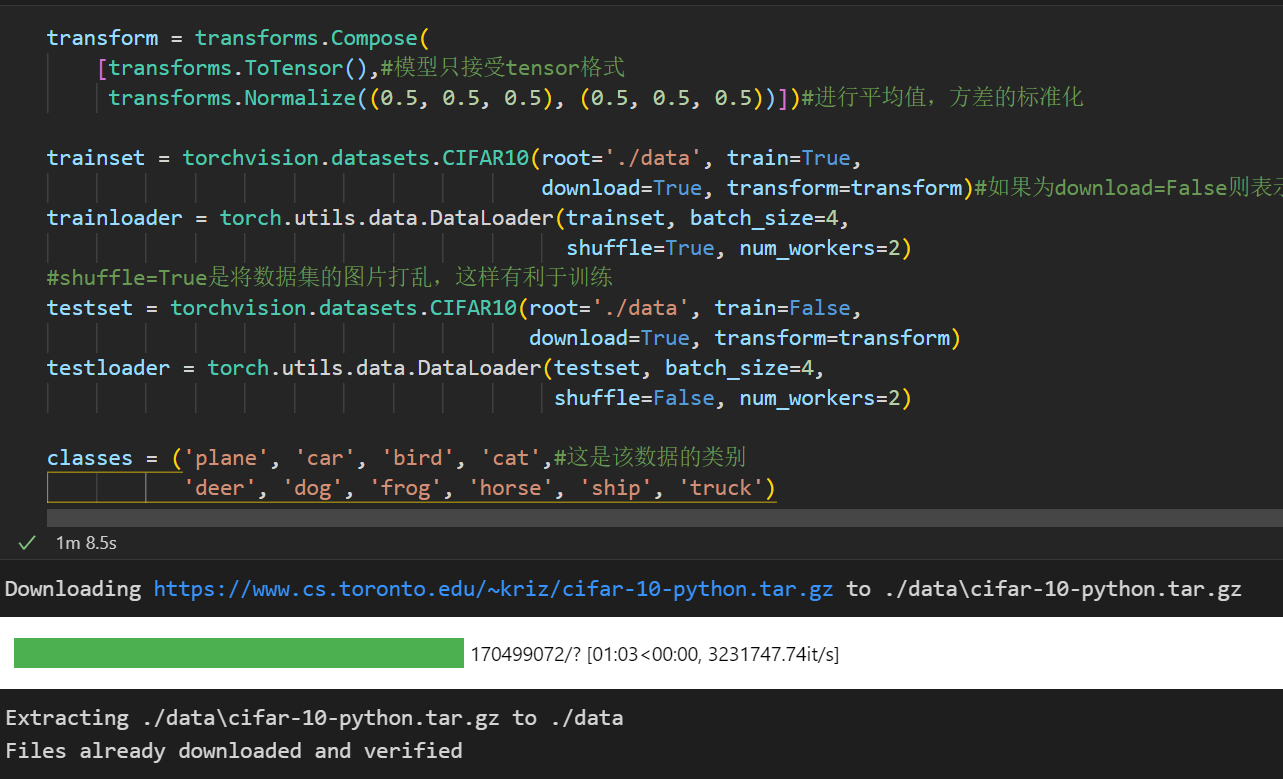 transform = transforms.Compose(
[transforms.ToTensor(),#模型只接受tensor格式
transforms.Normalize((0.5, 0.5, 0.5), (0.5, 0.5, 0.5))])#进行平均值，方差的标准化
trainset = torchvision.datasets.CIFAR10(root='./data', train=True,
download=True, transform=transform)#如果为download=False则表示
trainloader = torch.utils.data.DataLoader(trainset, batch_size=4,
shuffle=True, num_workers=2)
#shuffle=True是将数据集的图片打乱，这样有利于训练
testset = torchvision.datasets.CIFAR10(root='./data', train=False,
download=True, transform=transform)
testloader = torch.utils.data.DataLoader(testset, batch_size=4,
shuffle=False, num_workers=2)
classes = ('plane', 'car', 'bird', 'cat',#这是该数据的类别
'deer', 'dog', 'frog', 'horse', 'ship', 'truck')
1m 8.5s
Downloading https://www.cs.toronto.edu/~kriz/cifar-10-python.tar.gz to ./data\cifar-10-python.tar.gz
170499072/? [01:03<00:00, 3231747.74it/s]
Extracting ./data\cifar-10-python.tar.gz to ./data
Files already downloaded and verified